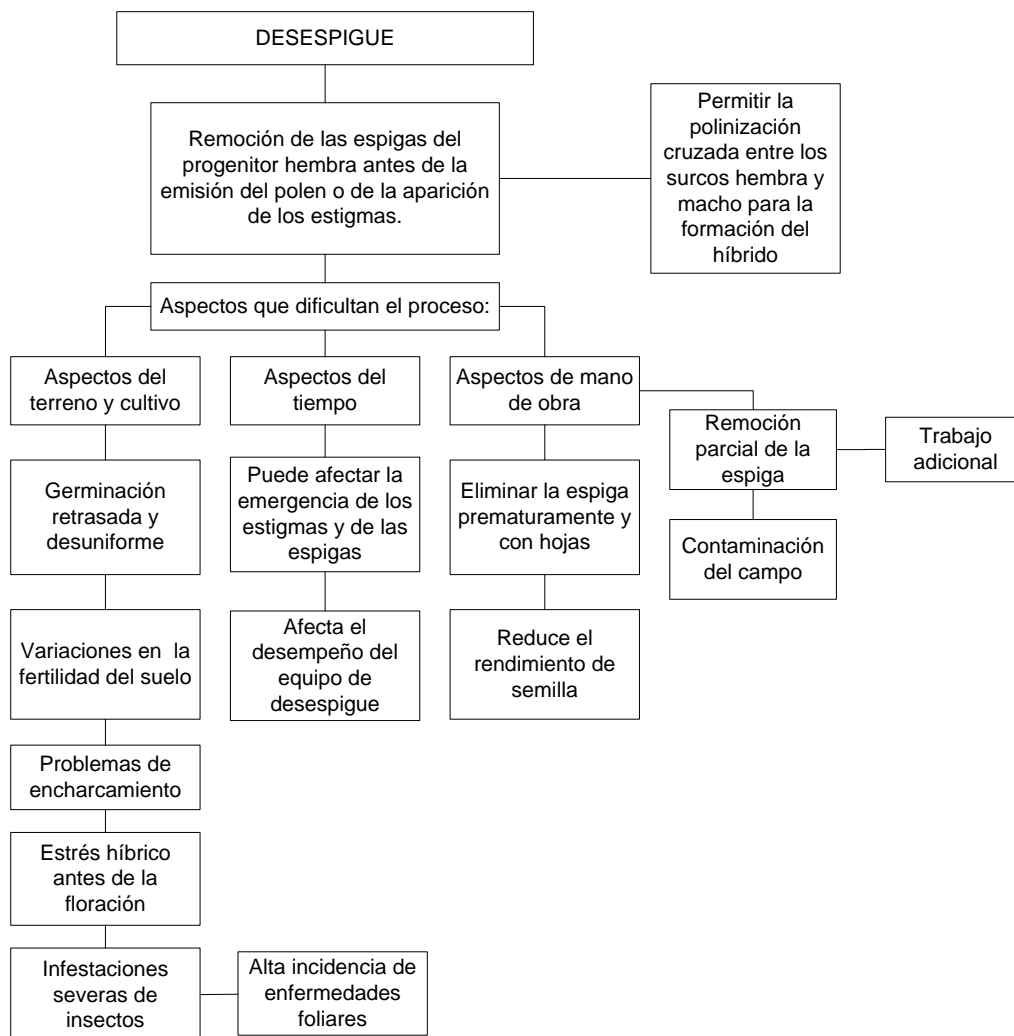 DESESPIGUE
Remoción de las espigas del
progenitor hembra antes de la
emisión del polen o de la aparición
de los estigmas.
Permitir la
polinización
cruzada entre los
surcos hembra y
macho para la
formación del
híbrido
Aspectos que dificultan el proceso:
Aspectos del
terreno y cultivo
Germinación
retrasada y
desuniforme
Variaciones en la
fertilidad del suelo
Problemas de
encharcamiento
Estrés híbrico
antes de la
floración
Infestaciones
severas de
insectos
Alta incidencia de
enfermedades
foliares
Aspectos del
tiempo
Puede afectar la
emergencia de los
estigmas y de las
espigas
Afecta el
desempeño del
equipo de
desespigue
Aspectos de mano
de obra
Eliminar la espiga
prematuramente y
con hojas
Reduce el
rendimiento de
semilla
Remoción
parcial de la
espiga
Trabajo
adicional
Contaminación
del campo